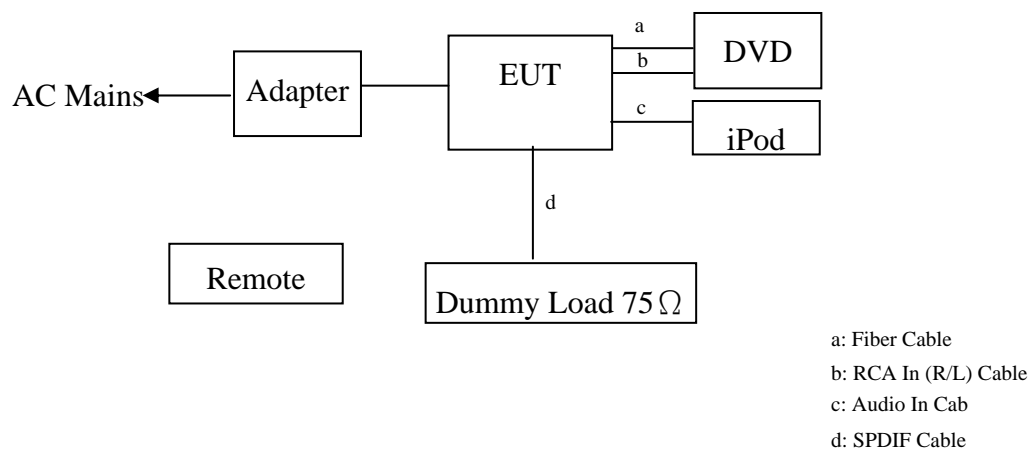 a
DVD
EUT
b
AC Mains
Adapter
c
iPod
d
Remote
Dummy Load 75Ω
a: Fiber Cable
b: RCA In (R/L) Cable
c: Audio In Cab
d: SPDIF Cable